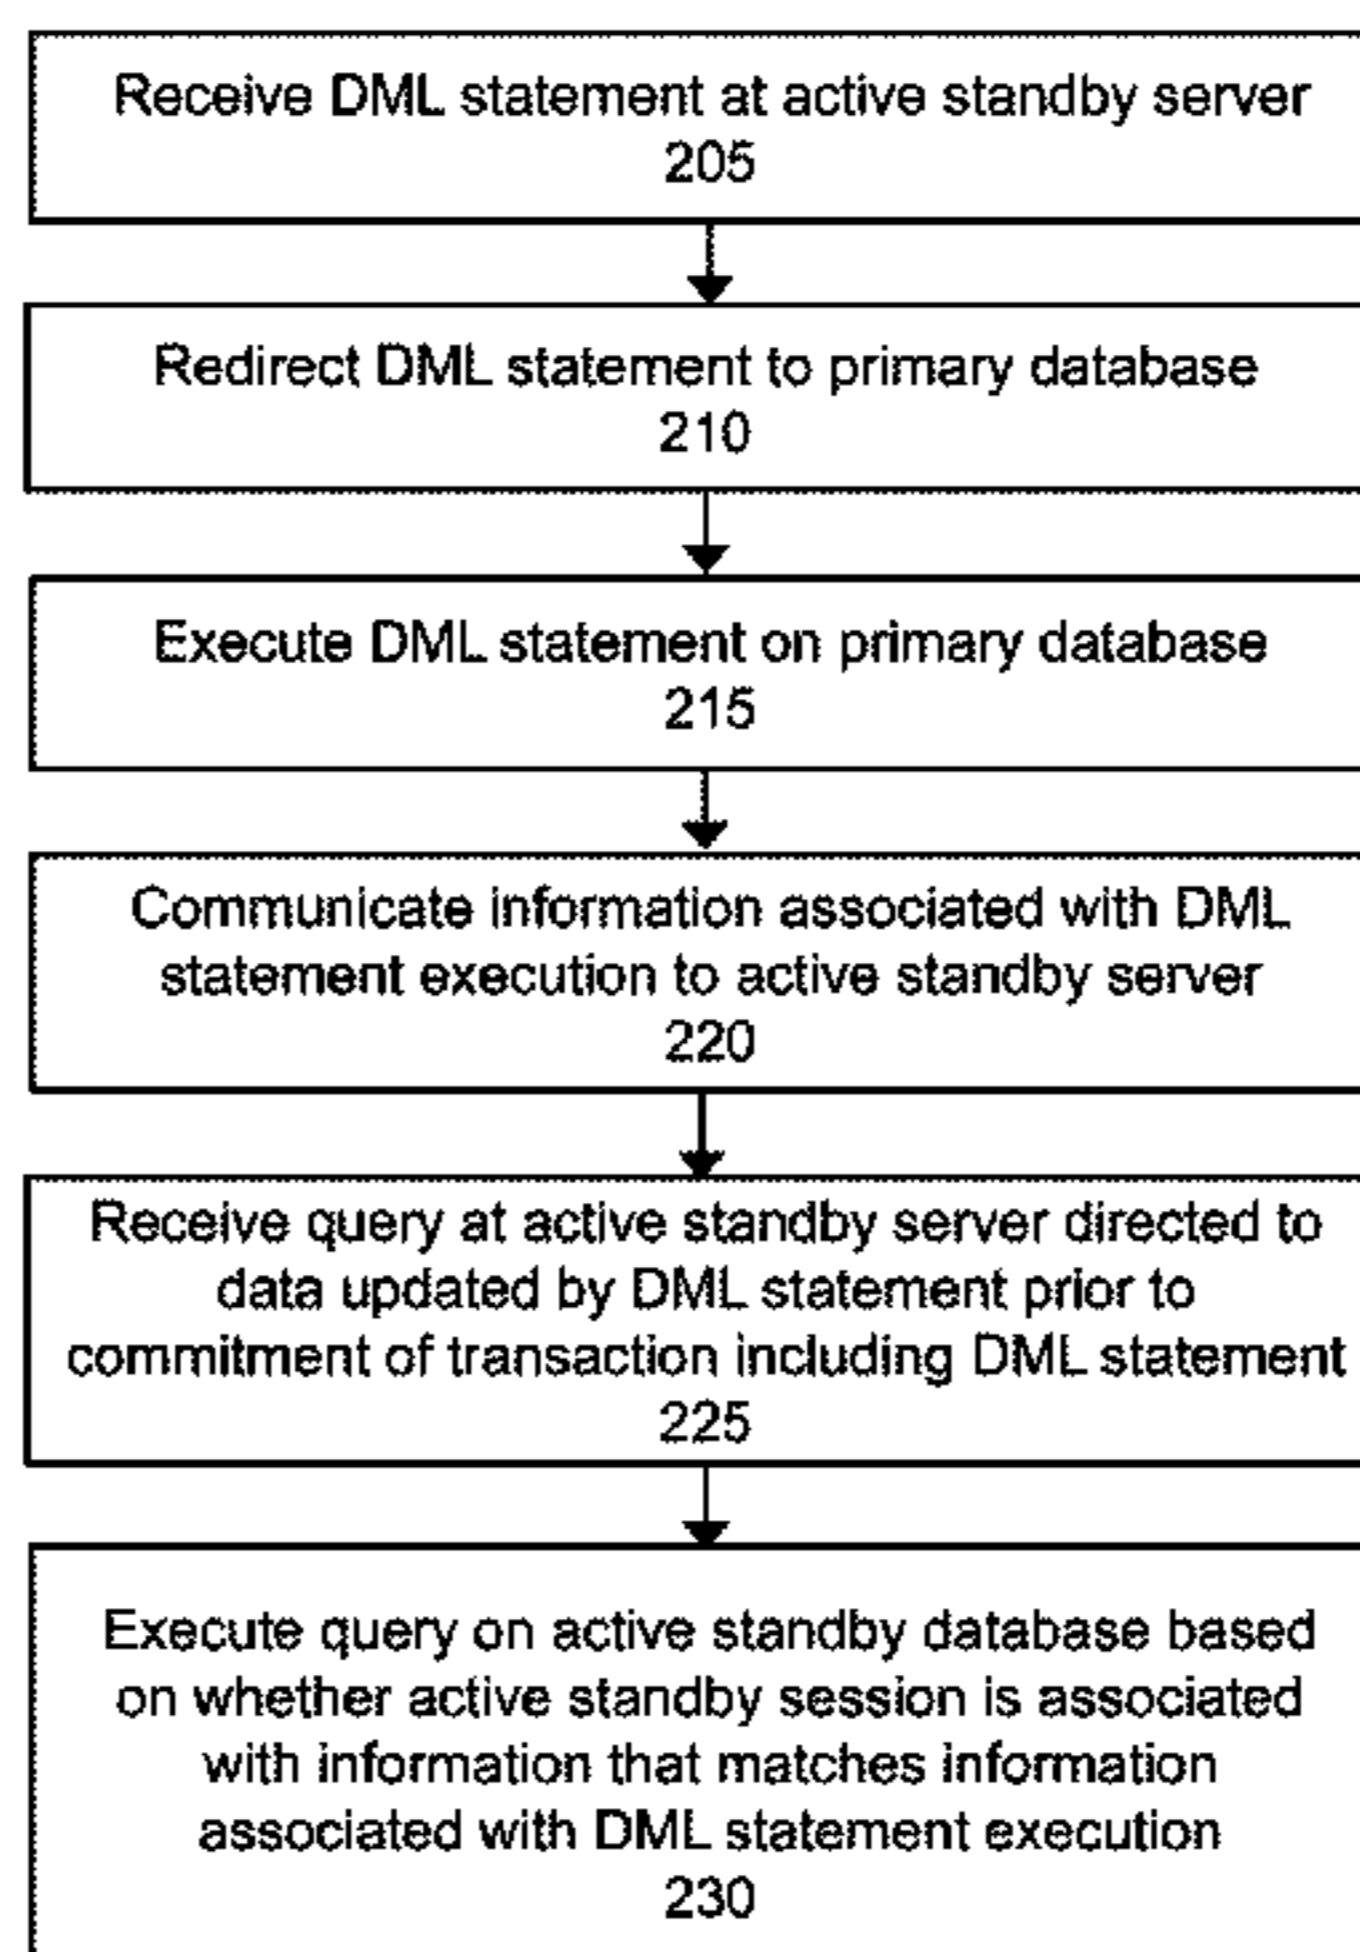 Receive DML statement at active standby server
205
Redirect DML statement to primary database
210
Execute DML statement on primary database
215
Communicate information associated with DML
statement execution to active standby server
220
Receive query at active standby server directed to
data updated by DML statement prior to
commitment of transaction including DML statement
225
Execute query on active standby database based
on whether active standby session is associated
with information that matches information
associated with DML statement execution
230